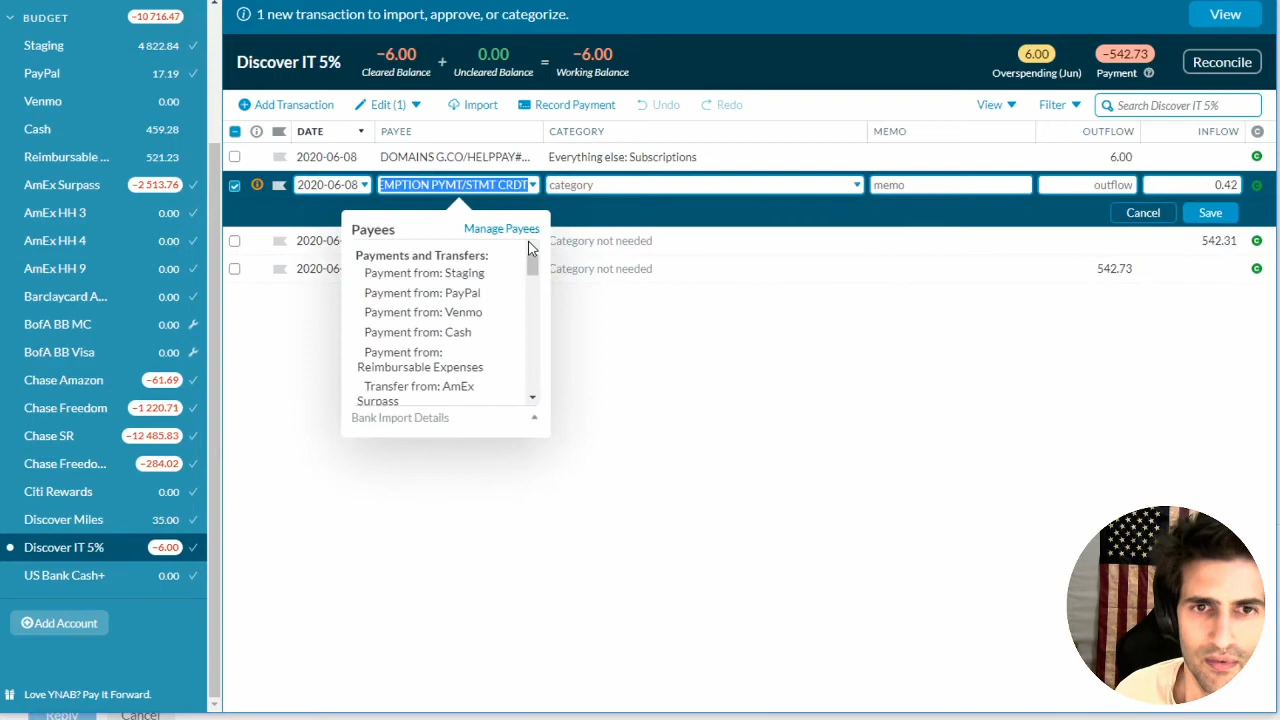 BUDGET −10 716.47
Staging 4 822.84
PayPal 17.19
Venmo 0.00
Cash 459.28
Reimbursable ... 521.23
AmEx Surpass −2 513.76
AmEx HH 3 0.00
AmEx HH 4 0.00
AmEx HH 9 0.00
Barclaycard A... 0.00
BofA BB MC 0.00
BofA BB Visa 0.00
Chase Amazon −61.69
Chase Freedom −1 220.71
Chase SR −12 485.83
Chase Freedo... −284.02
Citi Rewards 0.00
Discover Miles 35.00
Discover IT 5% −6.00
US Bank Cash+ 0.00
Add Account
Love YNAB? Pay It Forward.
Reply Cancel
1 new transaction to import, approve, or categorize. View
Discover IT 5% −6.00 + 0.00 = −6.00 6.00 −542.73 Reconcile
Cleared Balance Uncleared Balance Working Balance Overspending (Jun) Payment
Add Transaction Edit (1) Import Record Payment Undo Redo View Filter Search Discover IT 5%
DATE PAYEE CATEGORY MEMO OUTFLOW INFLOW C
2020-06-08 DOMAINS G.CO/HELPPAY#... Everything else: Subscriptions 6.00
2020-06-08 EMPTION PYMT/STMT CRDT category memo outflow 0.42
Cancel Save
2020-06- Category not needed 542.31
2020-06- Category not needed 542.73
Payees Manage Payees
Payments and Transfers:
Payment from: Staging
Payment from: PayPal
Payment from: Venmo
Payment from: Cash
Payment from:
Reimbursable Expenses
Transfer from: AmEx
Surpass
Bank Import Details